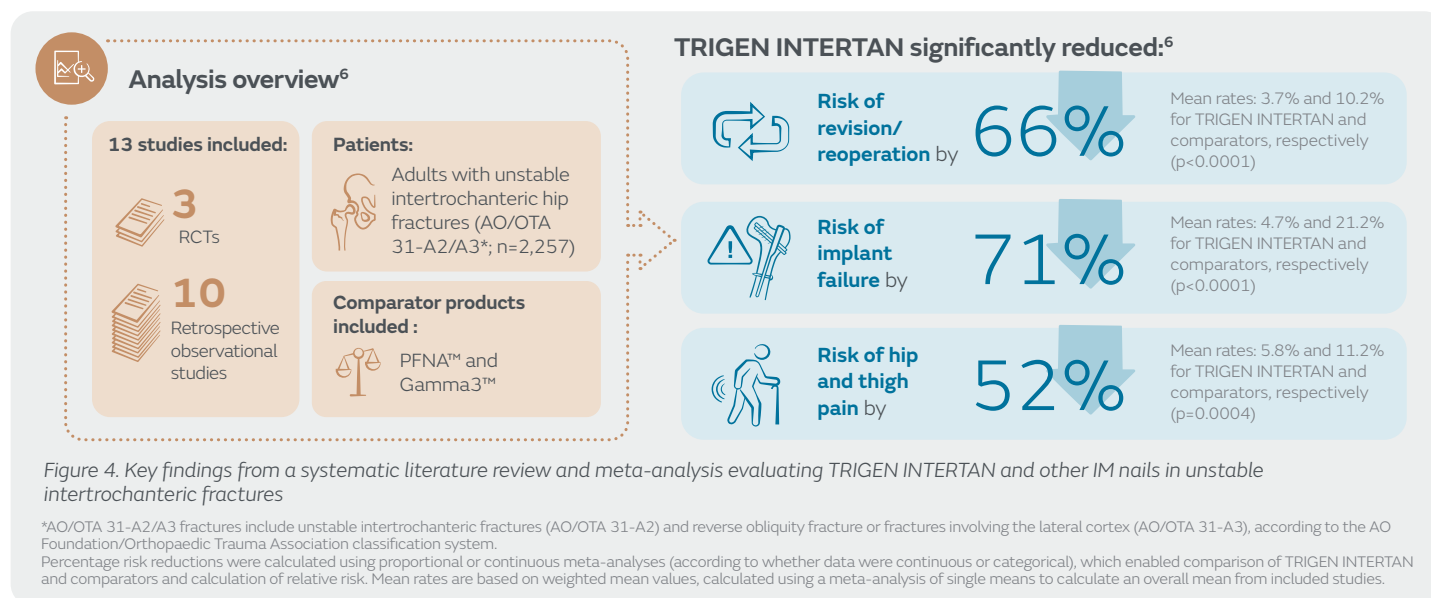 Analysis overview6
13 studies included:
3
RCTs
10
Retrospective
observational
studies
Patients:
Adults with unstable
intertrochanteric hip
fractures (AO/OTA
31-A2/A3*; n=2,257)
Comparator products
included :
PFNA™ and
Gamma3™
TRIGEN INTERTAN significantly reduced:6
Risk of
revision/
reoperation by
66%
Mean rates: 3.7% and 10.2%
for TRIGEN INTERTAN and
comparators, respectively
(p<0.0001)
Risk of
implant
failure by
71%
Mean rates: 4.7% and 21.2%
for TRIGEN INTERTAN and
comparators, respectively
(p<0.0001)
Risk of hip
and thigh
pain by
52%
Mean rates: 5.8% and 11.2%
for TRIGEN INTERTAN and
comparators, respectively
(p=0.0004)
Figure 4. Key findings from a systematic literature review and meta-analysis evaluating TRIGEN INTERTAN and other IM nails in unstable
intertrochanteric fractures
*AO/OTA 31-A2/A3 fractures include unstable intertrochanteric fractures (AO/OTA 31-A2) and reverse obliquity fracture or fractures involving the lateral cortex (AO/OTA 31-A3), according to the AO
Foundation/Orthopaedic Trauma Association classification system.
Percentage risk reductions were calculated using proportional or continuous meta-analyses (according to whether data were continuous or categorical), which enabled comparison of TRIGEN INTERTAN
and comparators and calculation of relative risk. Mean rates are based on weighted mean values, calculated using a meta-analysis of single means to calculate an overall mean from included studies.